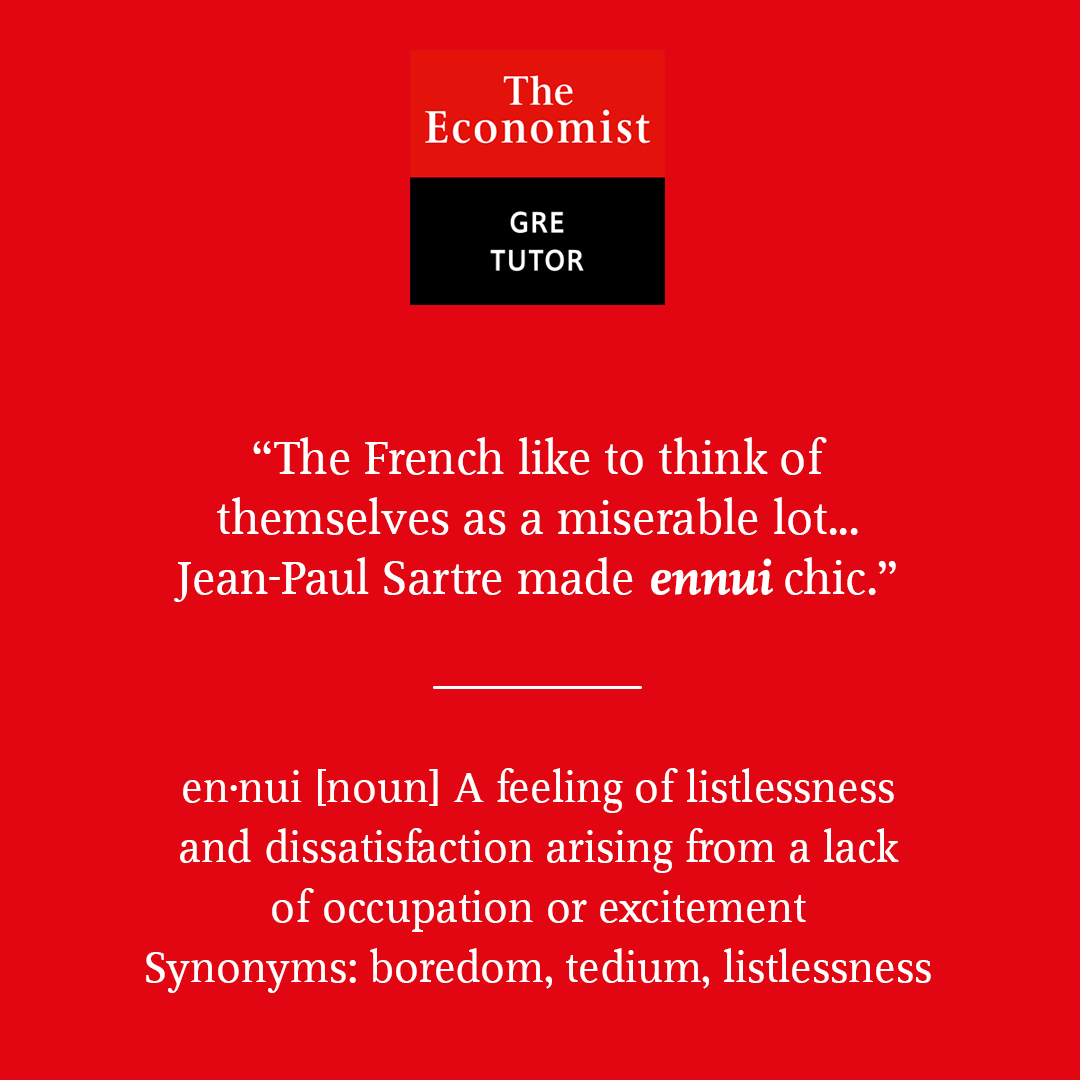 The
Economist
GRE
TUTOR
“The French like to think of
themselves as a miserable lot...
Jean-Paul Sartre made ennui chic.”
en·nui [noun] A feeling of listlessness
and dissatisfaction arising from a lack
of occupation or excitement
Synonyms: boredom, tedium, listlessness